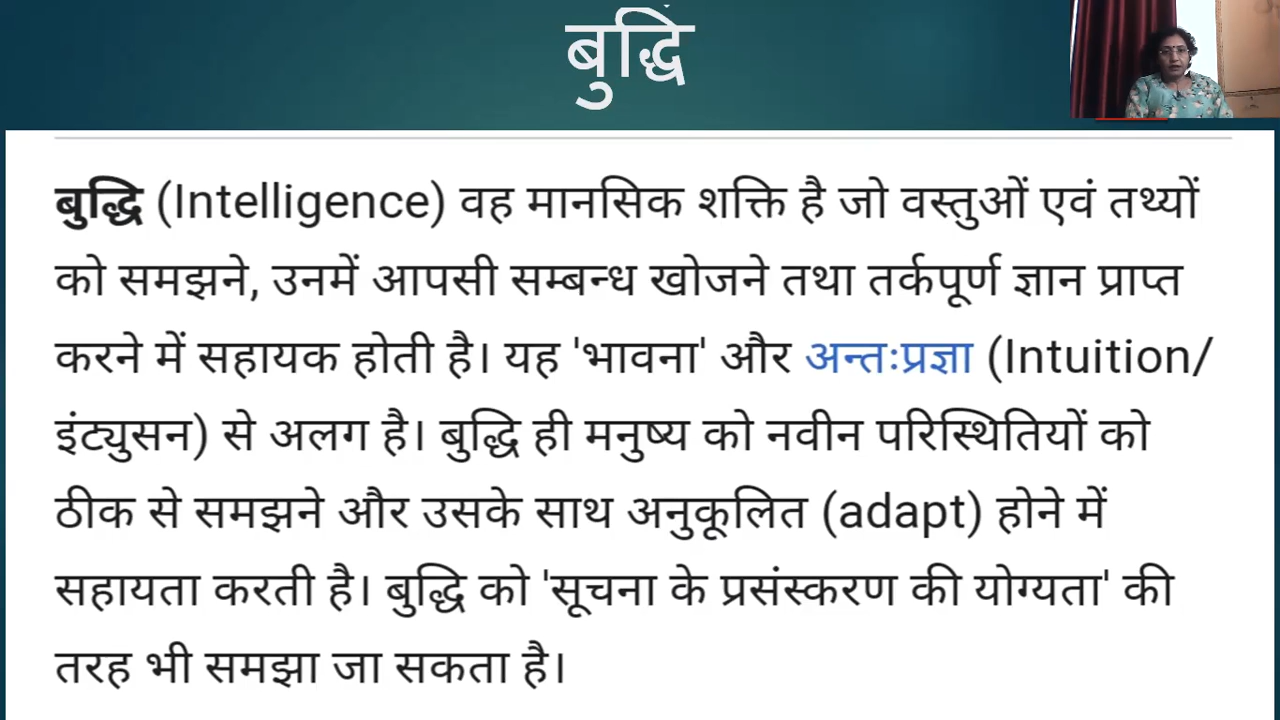 बुद्धि
बुद्धि (Intelligence) वह मानसिक शक्ति है जो वस्तुओं एवं तथ्यों
को समझने, उनमें आपसी सम्बन्ध खोजने तथा तर्कपूर्ण ज्ञान प्राप्त
करने में सहायक होती है। यह 'भावना' और अन्तःप्रज्ञा (Intuition/
इंट्युसन) से अलग है। बुद्धि ही मनुष्य को नवीन परिस्थितियों को
ठीक से समझने और उसके साथ अनुकूलित (adapt) होने में
सहायता करती है। बुद्धि को 'सूचना के प्रसंस्करण की योग्यता' की
तरह भी समझा जा सकता है।